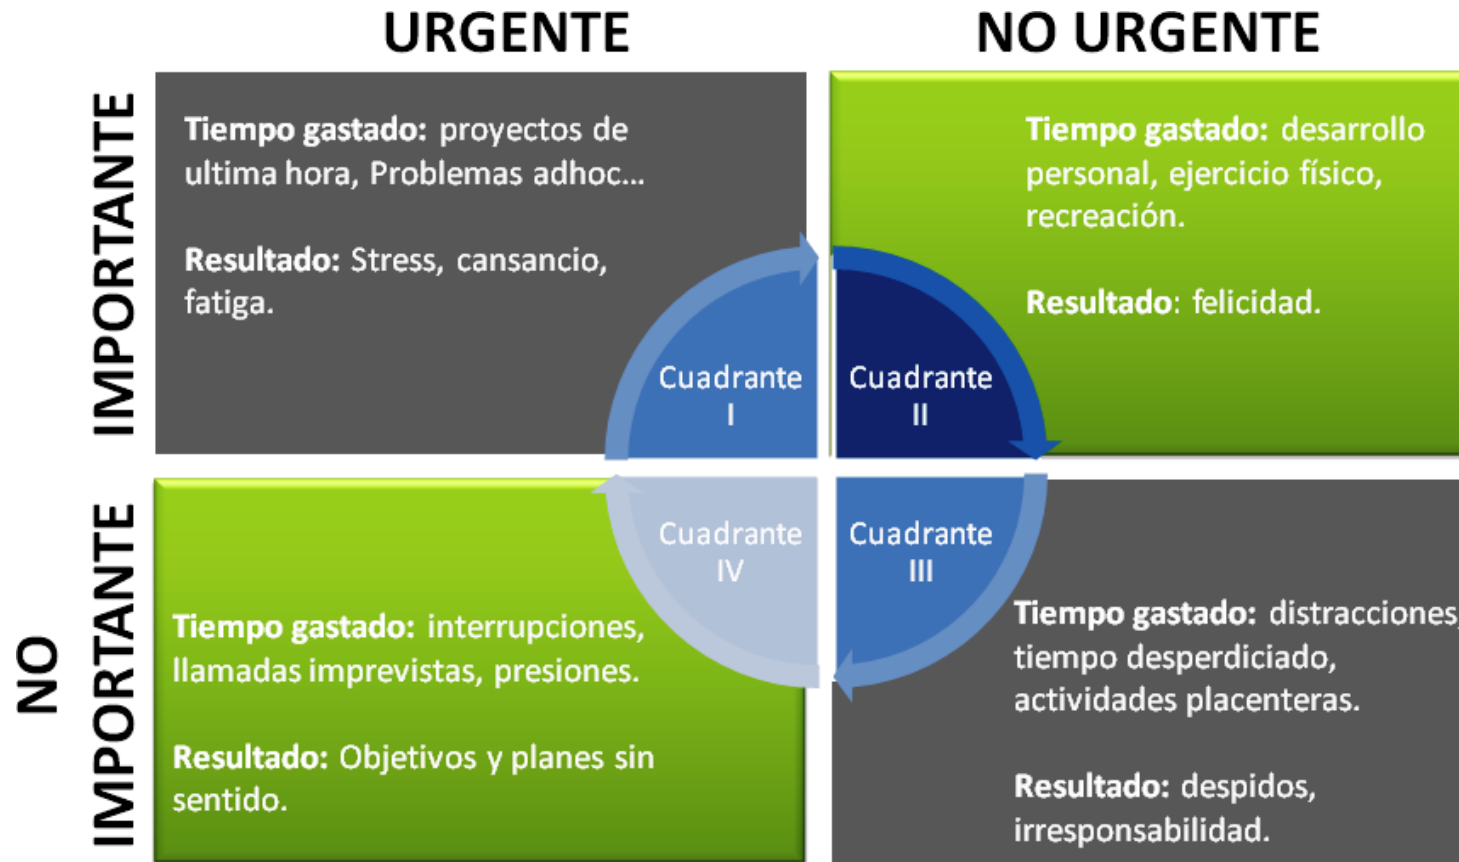 URGENTE
NO URGENTE
IMPORTANTE
Tiempo gastado: proyectos de
ultima hora, Problemas adhoc...
Resultado: Stress, cansancio,
fatiga.
Tiempo gastado: desarrollo
personal, ejercicio físico,
recreación.
Resultado: felicidad.
Cuadrante
I
Cuadrante
II
NO
IMPORTANTE
Cuadrante
IV
Cuadrante
III
Tiempo gastado: interrupciones,
llamadas imprevistas, presiones.
Resultado: Objetivos y planes sin
sentido.
Tiempo gastado: distracciones,
tiempo desperdiciado,
actividades placenteras.
Resultado: despidos,
irresponsabilidad.